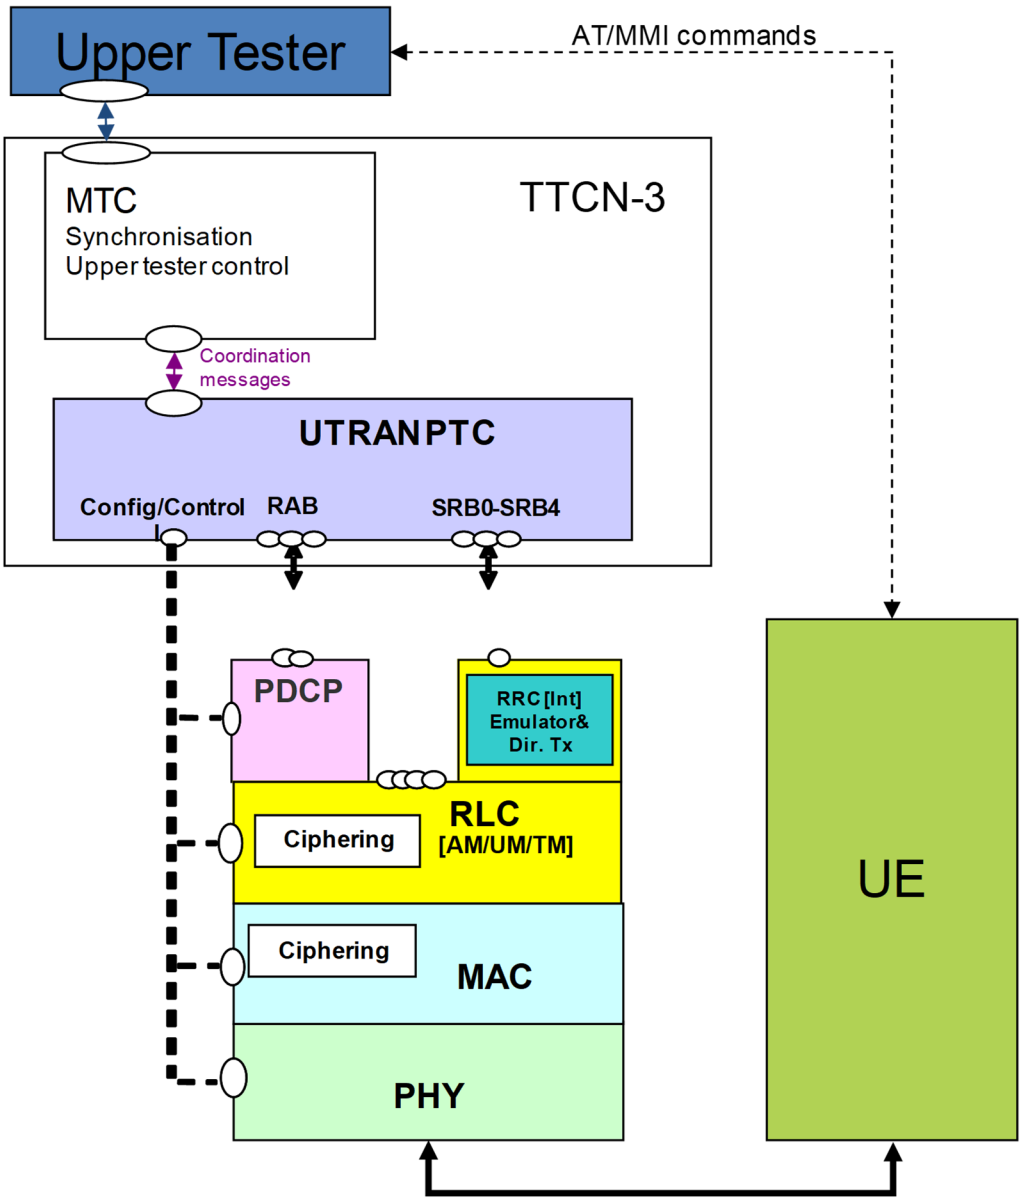 Upper Tester
AT/MMI commands
TTCN-3
MTC
Synchronisation
Upper tester control
Coordination
messages
UTRAN PTC
Config/Control
RAB
SRB0-SRB4
l
PDCP
RRC[Int]
Emulator&
Dir. Tx
RLC
[AM/UM/TM]
Ciphering
Ciphering
MAC
PHY
UE